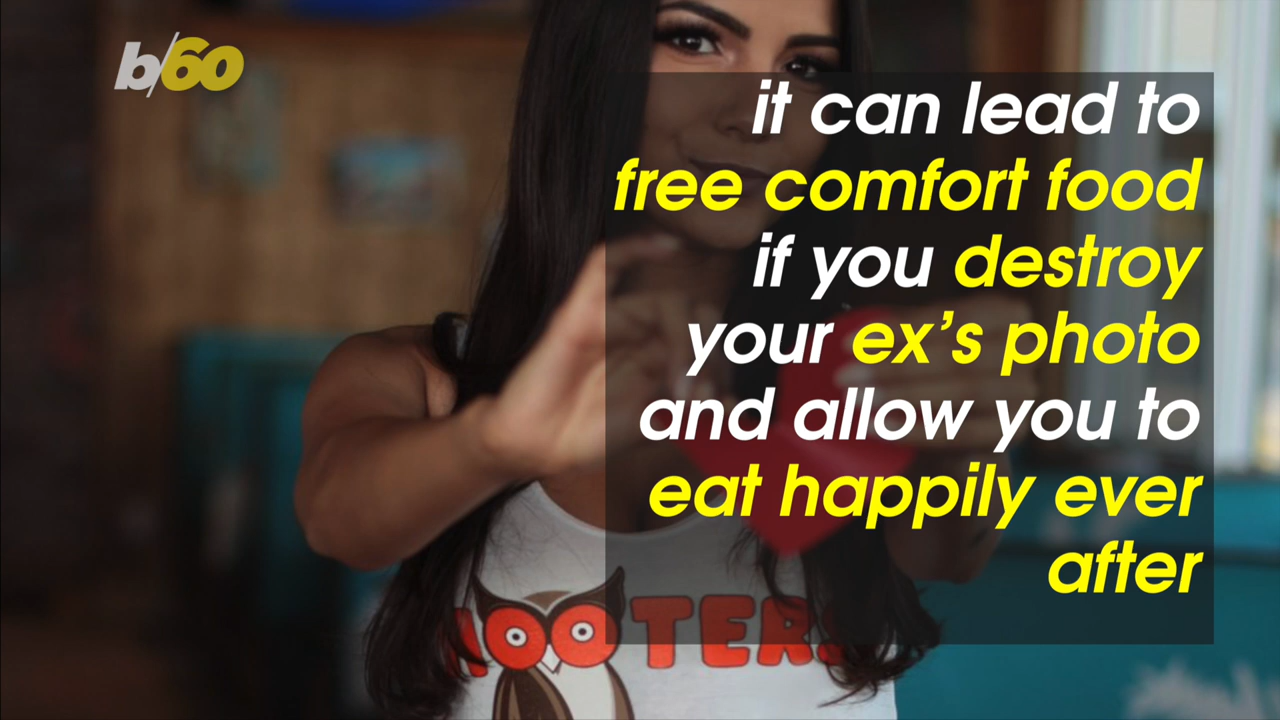 b/60
it can lead to
free comfort food
if you destroy
your ex's photo
and allow you to
eat happily ever
after
HOOTERS